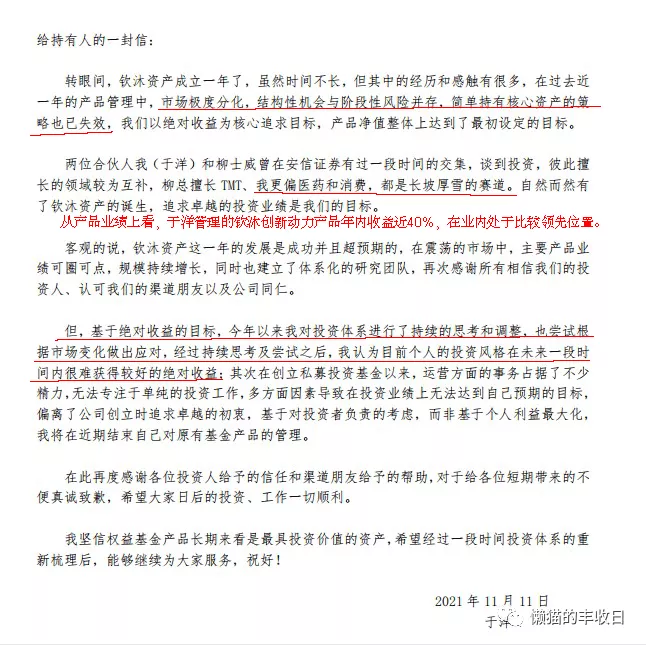 给持有人的一封信：
转眼间，钦沐资产成立一年了，虽然时间不长，但其中的经历和感触有很多，在过去近
一年的产品管理中，市场极度分化，结构性机会与阶段性风险并存，简单持有核心资产的策
略也已失效，我们以绝对收益为核心追求目标，产品净值整体上达到了最初设定的目标。
两位合伙人我（于洋）和柳士威曾在安信证券有过一段时间的交集，谈到投资，彼此擅
长的领域较为互补，柳总擅长 TMT、我更偏医药和消费，都是长坡厚雪的赛道。自然而然有
了钦沐资产的诞生，追求卓越的投资业绩是我们的目标。
从产品业绩上看，于洋管理的钦沐创新动力产品年内收益近40%，在业内处于比较领先位置。
客观的说，钦沐资产这一年的发展是成功并且超预期的，在震荡的市场中，主要产品业
绩可圈可点，规模持续增长，同时也建立了体系化的研究团队，再次感谢所有相信我们的投
资人、认可我们的渠道朋友以及公司同仁。
但，基于绝对收益的目标，今年以来我对投资体系进行了持续的思考和调整，也尝试根
据市场变化做出应对，经过持续思考及尝试之后，我认为目前个人的投资风格在未来一段时
间内很难获得较好的绝对收益；其次在创立私募投资基金以来，运营方面的事务占据了不少
精力，无法专注于单纯的投资工作，多方面因素导致在投资业绩上无法达到自己预期的目标，
偏离了公司创立时追求卓越的初衷，基于对投资者负责的考虑，而非基于个人利益最大化，
我将在近期结束自己对原有基金产品的管理。
在此再度感谢各位投资人给予的信任和渠道朋友给予的帮助，对于给各位短期带来的不
便真诚致歉，希望大家日后的投资、工作一切顺利。
我坚信权益基金产品长期来看是最具投资价值的资产，希望经过一段时间投资体系的重
新梳理后，能够继续为大家服务，祝好！
2021 年 11 月 11 日
于洋
懒猫的丰收日